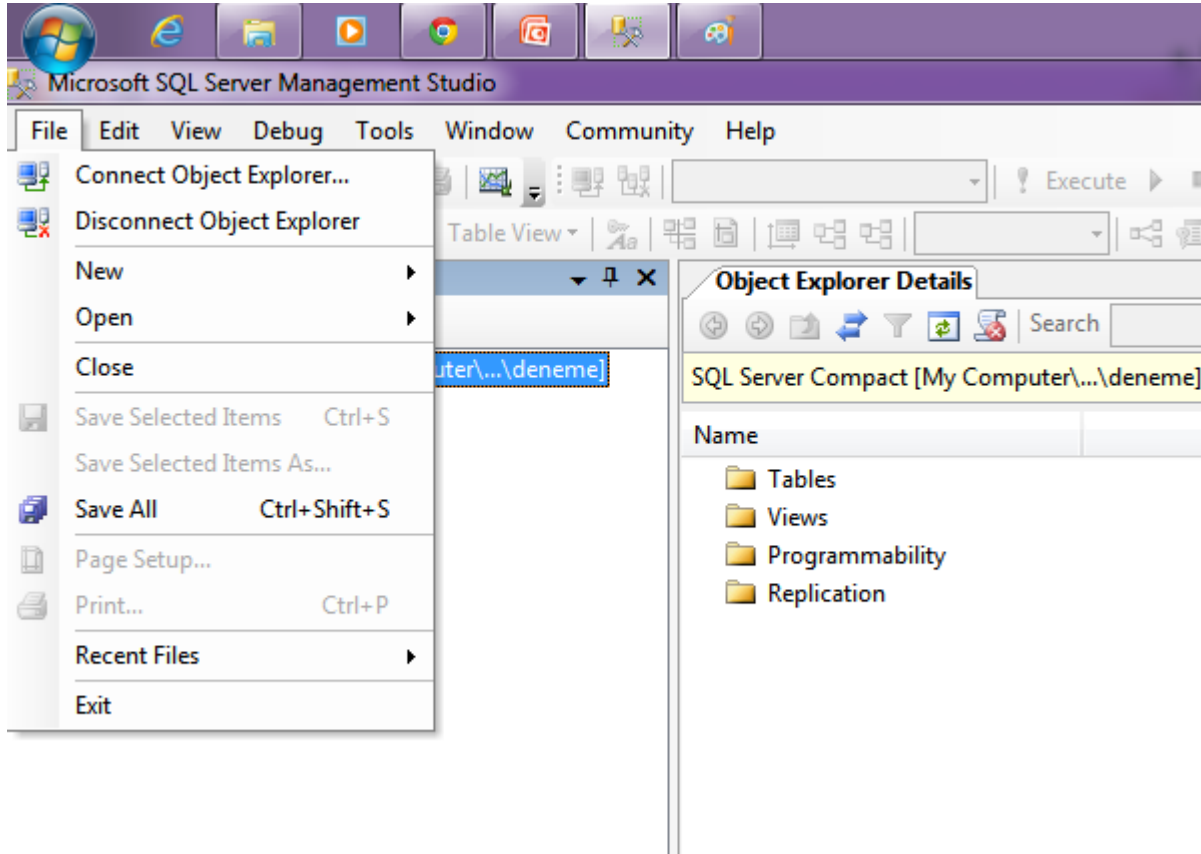 Microsoft SQL Server Management Studio
File Edit View Debug Tools Window Community Help
Connect Object Explorer...
Disconnect Object Explorer
New
Open
Close
Save Selected Items Ctrl+S
Save Selected Items As...
Save All Ctrl+Shift+S
Page Setup...
Print... Ctrl+P
Recent Files
Exit
Execute
Table View
uter\...\deneme]
Object Explorer Details
Search
SQL Server Compact [My Computer\...\deneme]
Name
Tables
Views
Programmability
Replication